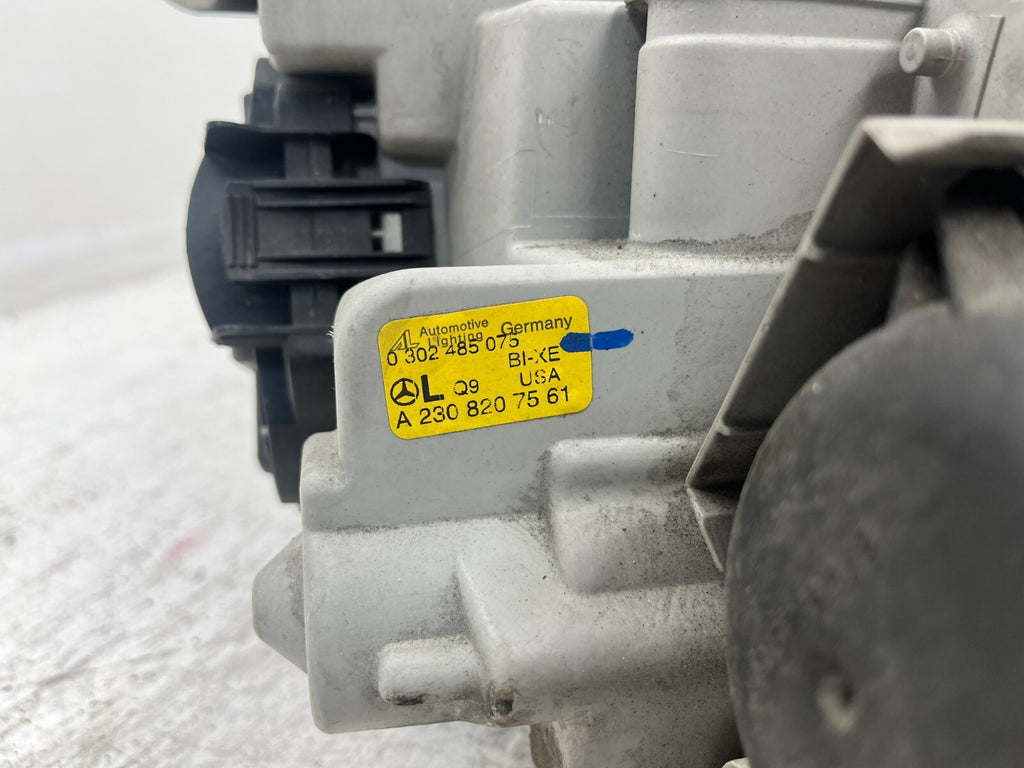 Automotive Lighting Germany
0 302 485 075
BI-XE
L. Q9 USA
A 230 820 75 61